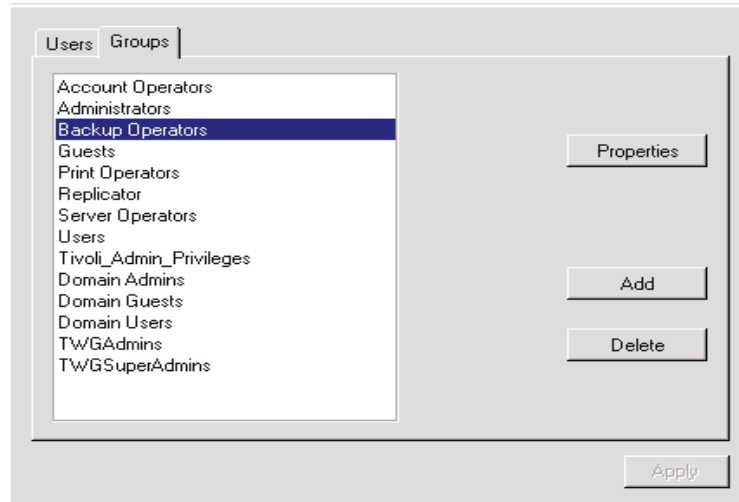 Users Groups
Account Operators
Administrators
Backup Operators
Guests
Print Operators
Replicator
Server Operators
Users
Tivoli_Admin_Privileges
Domain Admins
Domain Guests
Domain Users
TWGAdmins
TWGSuperAdmins
Properties
Add
Delete
Apply